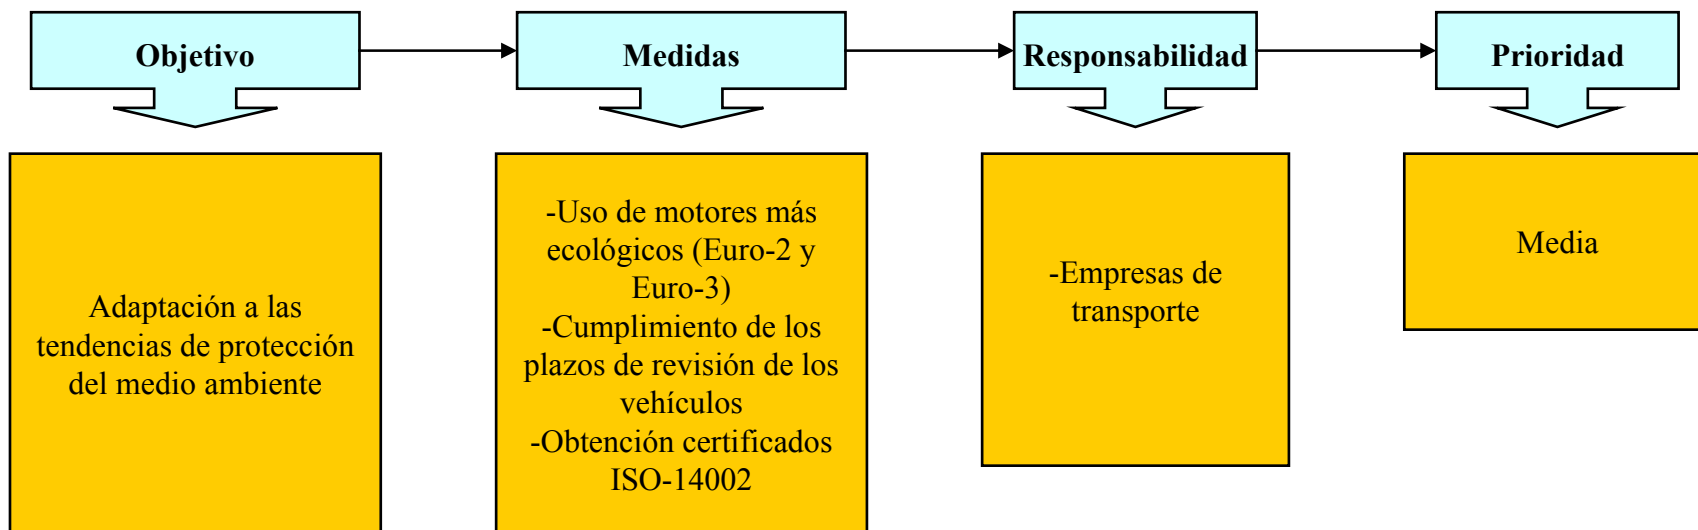 Objetivo
Medidas
Responsabilidad
Prioridad
Adaptación a las
tendencias de protección
del medio ambiente
-Uso de motores más
ecológicos (Euro-2 y
Euro-3)
-Cumplimiento de los
plazos de revisión de los
vehículos
-Obtención certificados
ISO-14002
-Empresas de
transporte
Media